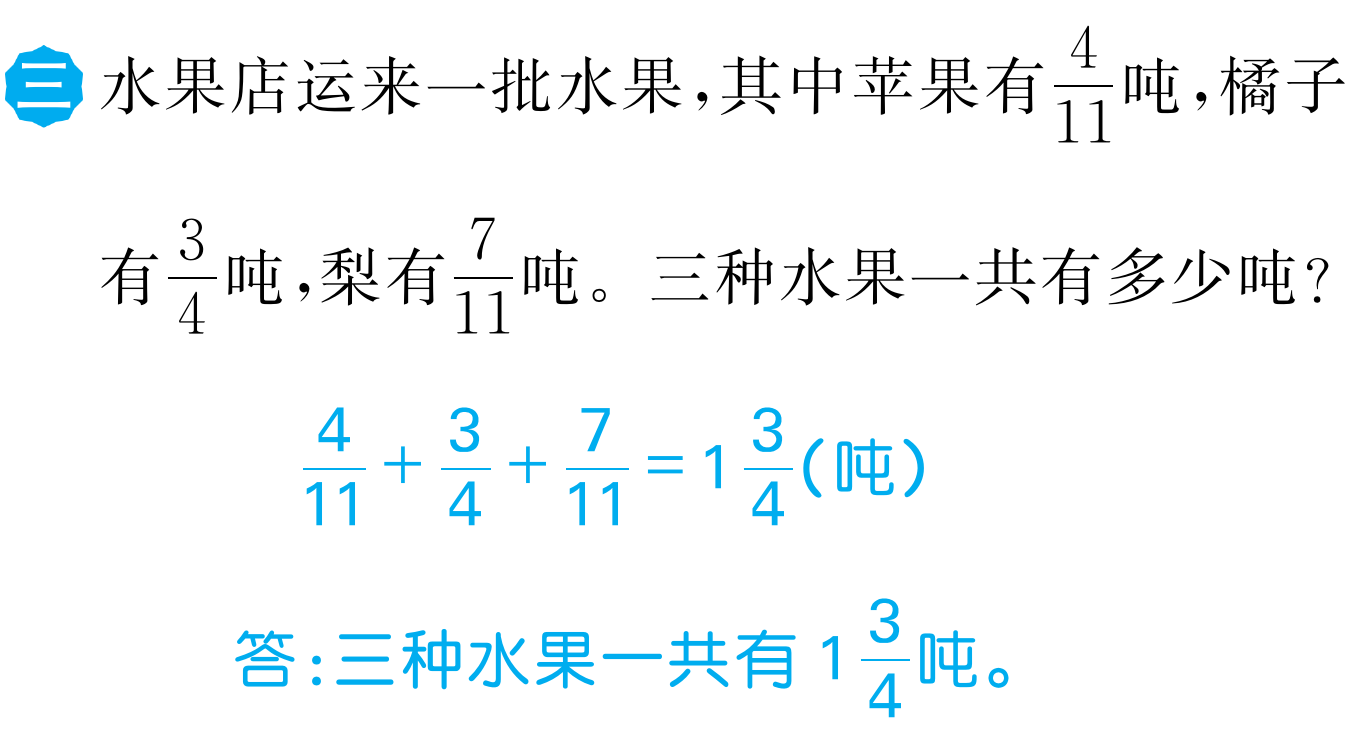 三 水果店运来一批水果,其中苹果有4/11吨,橘子
有3/4吨,梨有7/11吨。三种水果一共有多少吨?
4/11+3/4+7/11=1 3/4(吨)
答:三种水果一共有 1 3/4吨。